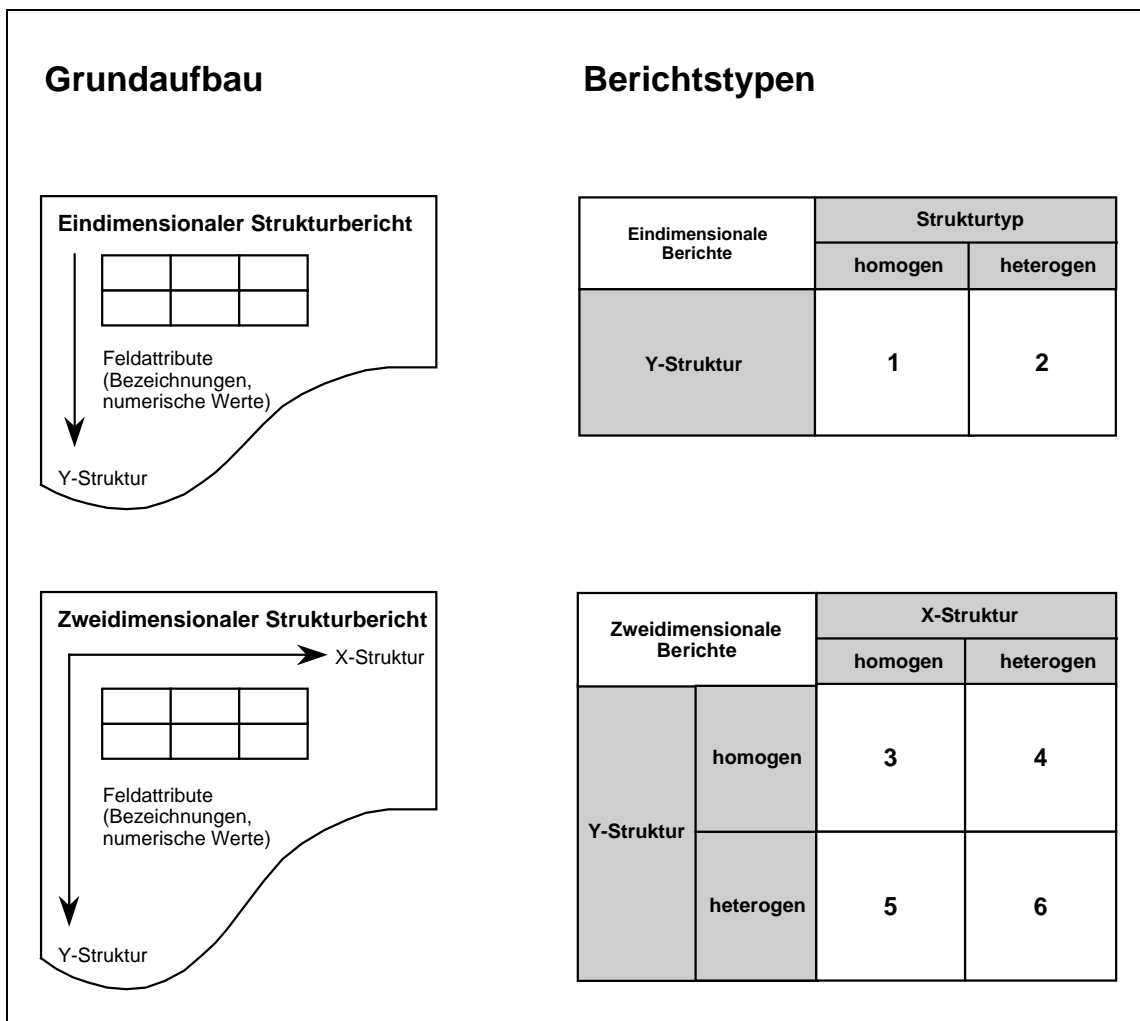 Grundaufbau
Berichtstypen
Eindimensionaler Strukturbericht
Feldattribute
(Bezeichnungen,
numerische Werte)
Y-Struktur
Eindimensionale
Berichte
Strukturtyp
homogen
heterogen
Y-Struktur
1
2
Zweidimensionaler Strukturbericht
X-Struktur
Feldattribute
(Bezeichnungen,
numerische Werte)
Y-Struktur
Zweidimensionale
Berichte
X-Struktur
homogen
heterogen
Y-Struktur
homogen
3
4
heterogen
5
6